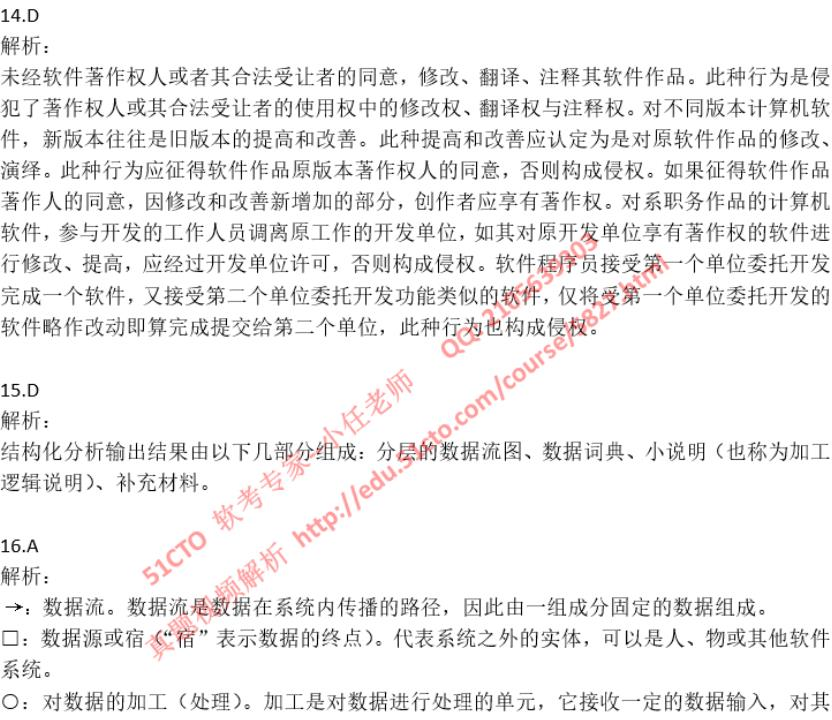 14.D
解析：
未经软件著作权人或者其合法受让者的同意，修改、翻译、注释其软件作品。此种行为是侵
犯了著作权人或其合法受让者的使用权中的修改权、翻译权与注释权。对不同版本计算机软
件，新版本往往是旧版本的提高和改善。此种提高和改善应认定为是对原软件作品的修改、
演绎。此种行为应征得软件作品原版本著作权人的同意，否则构成侵权。如果征得软件作品
著作人的同意，因修改和改善新增加的部分，创作者应享有著作权。对系职务作品的计算机
软件，参与开发的工作人员调离原工作的开发单位，如其对原开发单位享有著作权的软件进
行修改、提高，应经过开发单位许可，否则构成侵权。软件程序员接受第一个单位委托开发
完成一个软件，又接受第二个单位委托开发功能类似的软件，仅将受第一个单位委托开发的
软件略作改动即算完成提交给第二个单位，此种行为也构成侵权。
15.D
解析：
结构化分析输出结果由以下几部分组成：分层的数据流图、数据词典、小说明（也称为加工
逻辑说明）、补充材料。
16.A
解析：
→：数据流。数据流是数据在系统内传播的路径，因此由一组成分固定的数据组成。
□：数据源或宿（“宿”表示数据的终点）。代表系统之外的实体，可以是人、物或其他软件
系统。
○：对数据的加工（处理）。加工是对数据进行处理的单元，它接收一定的数据输入，对其
51CTO 软考专家--小任老师
真题视频解析